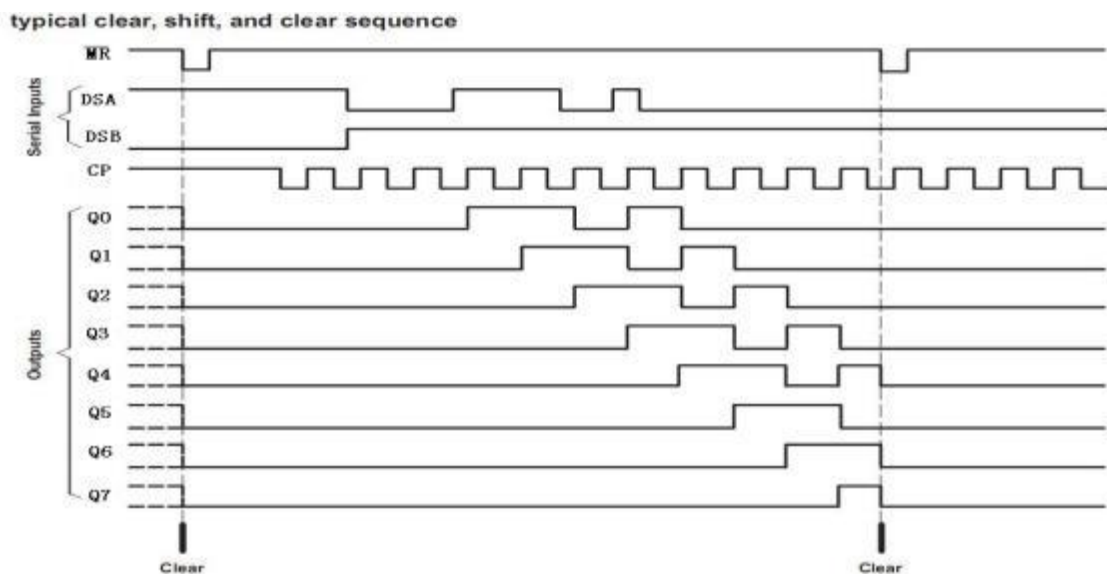 typical clear, shift, and clear sequence
MR
Serial Inputs
DSA
DSB
CP
Outputs
Q0
Q1
Q2
Q3
Q4
Q5
Q6
Q7
Clear
Clear